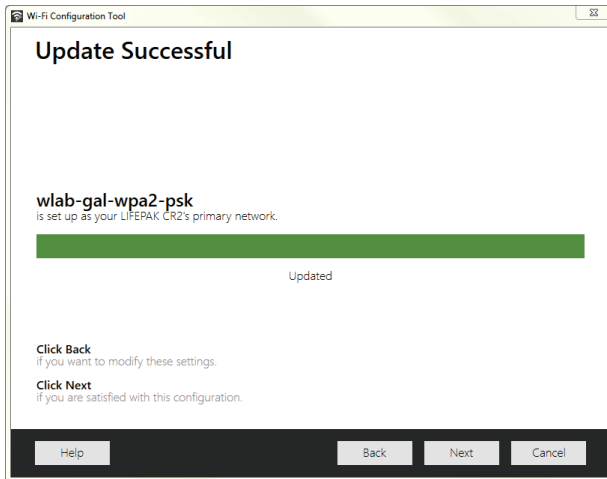 Wi-Fi Configuration Tool
Update Successful
wlab-gal-wpa2-psk
is set up as your LIFEPAK CR2's primary network.
Updated
Click Back
if you want to modify these settings.
Click Next
if you are satisfied with this configuration.
Help
Back
Next
Cancel